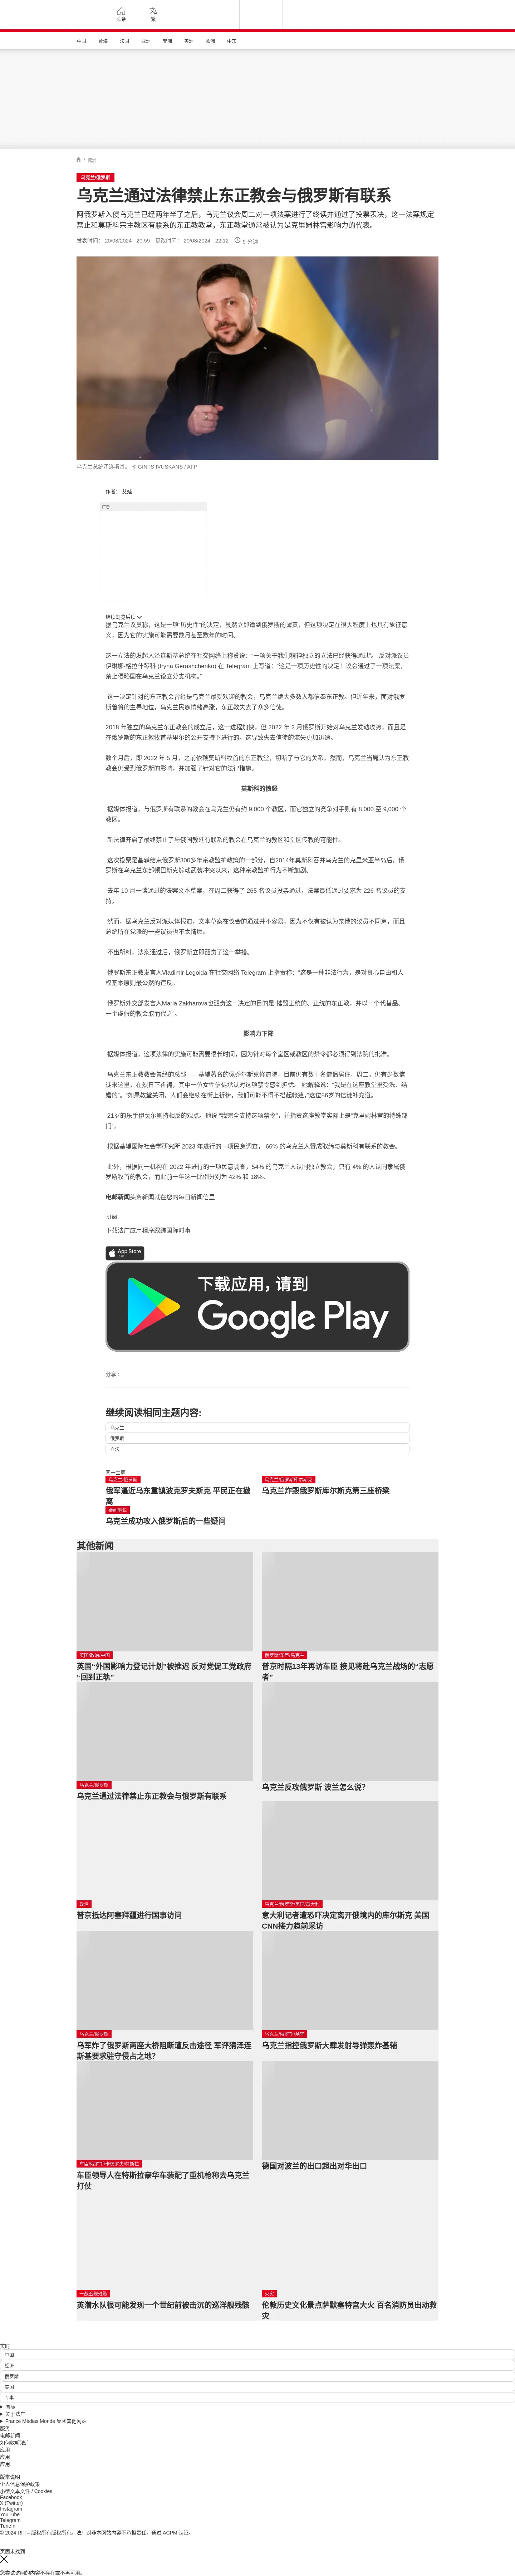 头条
繁
中国
台海
法国
亚洲
非洲
美洲
欧洲
中东
/ 欧洲
乌克兰/俄罗斯
乌克兰通过法律禁止东正教会与俄罗斯有联系
阿俄罗斯入侵乌克兰已经两年半了之后，乌克兰议会周二对一项法案进行了终读并通过了投票表决，这一法案规定禁止和莫斯科宗主教区有联系的东正教教堂，东正教堂通常被认为是克里姆林宫影响力的代表。
发表时间： 20/08/2024 - 20:59 更改时间： 20/08/2024 - 22:12 6 分钟
乌克兰总统泽连斯基。 © GINTS IVUSKANS / AFP
作者： 艾娃
广告
继续浏览后续
据乌克兰议员称，这是一项“历史性”的决定，虽然立即遭到俄罗斯的谴责，但这项决定在很大程度上也具有象征意义，因为它的实施可能需要数月甚至数年的时间。
这一立法的发起人泽连斯基总统在社交网络上称赞说：“一项关于我们精神独立的立法已经获得通过”。 反对派议员伊琳娜·格拉什琴科 (Iryna Gerashchenko) 在 Telegram 上写道：“这是一项历史性的决定！议会通过了一项法案，禁止侵略国在乌克兰设立分支机构。”
这一决定针对的东正教会曾经是乌克兰最受欢迎的教会，乌克兰绝大多数人都信奉东正教。但近年来，面对俄罗斯曾将的主导地位，乌克兰民族情绪高涨，东正教失去了众多信徒。
2018 年独立的乌克兰东正教会的成立后，这一进程加快，但 2022 年 2 月俄罗斯开始对乌克兰发动攻势，而且是在俄罗斯的东正教牧首基里尔的公开支持下进行的。这导致失去信徒的流失更加迅速。
数个月后，即 2022 年 5 月，之前依赖莫斯科牧首的东正教堂，切断了与它的关系。然而，乌克兰当局认为东正教教会仍受到俄罗斯的影响，并加强了针对它的法律措施。
莫斯科的愤怒
据媒体报道，与俄罗斯有联系的教会在乌克兰仍有约 9,000 个教区，而它独立的竞争对手则有 8,000 至 9,000 个教区。
新法律开启了最终禁止了与俄国教廷有联系的教会在乌克兰的教区和堂区传教的可能性。
这次投票是基辅结束俄罗斯300多年宗教监护政策的一部分，自2014年莫斯科吞并乌克兰的克里米亚半岛后，俄罗斯在乌克兰东部顿巴斯克煽动武装冲突以来，这种宗教监护行为不断加剧。
去年 10 月一读通过的法案文本草案，在周二获得了 265 名议员投票通过，法案最低通过要求为 226 名议员的支持。
然而，据乌克兰反对派媒体报道，文本草案在议会的通过并不容易，因为不仅有被认为亲俄的议员不同意，而且总统所在党派的一些议员也不太情愿。
不出所料，法案通过后，俄罗斯立即谴责了这一举措。
俄罗斯东正教发言人Vladimir Legoida 在社交网络 Telegram 上指责称：“这是一种非法行为，是对良心自由和人权基本原则最公然的违反。”
俄罗斯外交部发言人Maria Zakharova也谴责这一决定的目的是“摧毁正统的、正统的东正教，并以一个代替品、一个虚假的教会取而代之”。
影响力下降
据媒体报道，这项法律的实施可能需要很长时间，因为针对每个堂区或教区的禁令都必须得到法院的批准。
乌克兰东正教教会曾经的总部——基辅著名的佩乔尔斯克修道院，目前仍有数十名僧侣居住，周二，仍有少数信徒来这里，在烈日下祈祷，其中一位女性信徒承认对这项禁令感到担忧。 她解释说：“我是在这座教堂里受洗、结婚的”，“如果教堂关闭，人们会继续在街上祈祷，我们可能不得不搭起帐篷，”这位56岁的信徒补充道。
21岁的乐手伊戈尔则持相反的观点。他说 “我完全支持这项禁令”，并指责这座教堂实际上是“克里姆林宫的特殊部门”。
根据基辅国际社会学研究所 2023 年进行的一项民意调查， 66% 的乌克兰人赞成取缔与莫斯科有联系的教会。
此外，根据同一机构在 2022 年进行的一项民意调查，54% 的乌克兰人认同独立教会，只有 4% 的人认同隶属俄罗斯牧首的教会，而此前一年这一比例分别为 42% 和 18%。
电邮新闻头条新闻就在您的每日新闻信里
订阅
下载法广应用程序跟踪国际时事
App Store
下载
下载应用，请到
Google Play
分享 :
继续阅读相同主题内容:
乌克兰
俄罗斯
立法
同一主题
乌克兰/俄罗斯
俄军逼近乌东重镇波克罗夫斯克 平民正在撤离
乌克兰/俄罗斯库尔斯克
乌克兰炸毁俄罗斯库尔斯克第三座桥梁
要闻解说
乌克兰成功攻入俄罗斯后的一些疑问
其他新闻
英国/政治/中国
英国“外国影响力登记计划”被推迟 反对党促工党政府“回到正轨”
俄罗斯/车臣/乌克兰
普京时隔13年再访车臣 接见将赴乌克兰战场的“志愿者”
乌克兰/俄罗斯
乌克兰通过法律禁止东正教会与俄罗斯有联系
乌克兰反攻俄罗斯 波兰怎么说?
政治
普京抵达阿塞拜疆进行国事访问
乌克兰/俄罗斯/美国/意大利
意大利记者遭恐吓决定离开俄境内的库尔斯克 美国CNN接力趋前采访
乌克兰/俄罗斯
乌军炸了俄罗斯两座大桥阻断遭反击途径 军评猜泽连斯基要求驻守侵占之地?
乌克兰/俄罗斯/基辅
乌克兰指控俄罗斯大肆发射导弹轰炸基辅
车臣/俄罗斯/卡德罗夫/特斯拉
车臣领导人在特斯拉豪华车装配了重机枪称去乌克兰打仗
德国对波兰的出口超出对华出口
一战战舰残骸
英潜水队很可能发现一个世纪前被击沉的巡洋舰残骸
火灾
伦敦历史文化景点萨默塞特宫大火 百名消防员出动救灾
实时
中国
经济
俄罗斯
美国
军事
国际
关于法广
France Médias Monde 集团其他网站
服务
电邮新闻
如何收听法广
应用
应用
应用
版本说明
个人信息保护政策
小型文本文件 / Cookies
Facebook
X (Twitter)
Instagram
YouTube
Telegram
TuneIn
© 2024 RFI – 版权所有版权所有。法广对非本网站内容不承担责任。通过 ACPM 认证。
页面未找到
您尝试访问的内容不存在或不再可用。